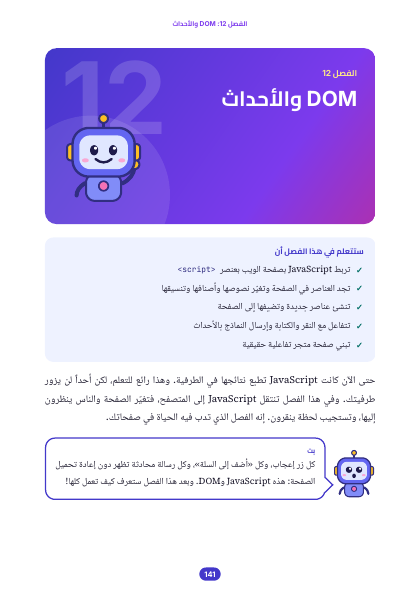 الفصل 12: DOM والأحداث
12
الفصل 12
DOM والأحداث
ستتعلم في هذا الفصل أن
✓ تربط JavaScript بصفحة الويب بعنصر <script>
✓ تجد العناصر في الصفحة وتغيّر نصوصها وأصنافها وتنسيقها
✓ تنشئ عناصر جديدة وتضيفها إلى الصفحة
✓ تتفاعل مع النقر والكتابة وإرسال النماذج بالأحداث
✓ تبني صفحة متجر تفاعلية حقيقية
حتى الآن كانت JavaScript تطبع نتائجها في الطرفية. وهذا رائع للتعلم، لكن أحداً لن يزور
طرفيتك. وفي هذا الفصل تنتقل JavaScript إلى المتصفح، فتغيّر الصفحة والناس ينظرون
إليها، وتستجيب لحظة ينقرون. إنه الفصل الذي تدب فيه الحياة في صفحاتك.
بت
كل زر إعجاب، وكل «أضف إلى السلة»، وكل رسالة محادثة تظهر دون إعادة تحميل
الصفحة: هذه JavaScript وDOM. وبعد هذا الفصل ستعرف كيف تعمل كلها!
141